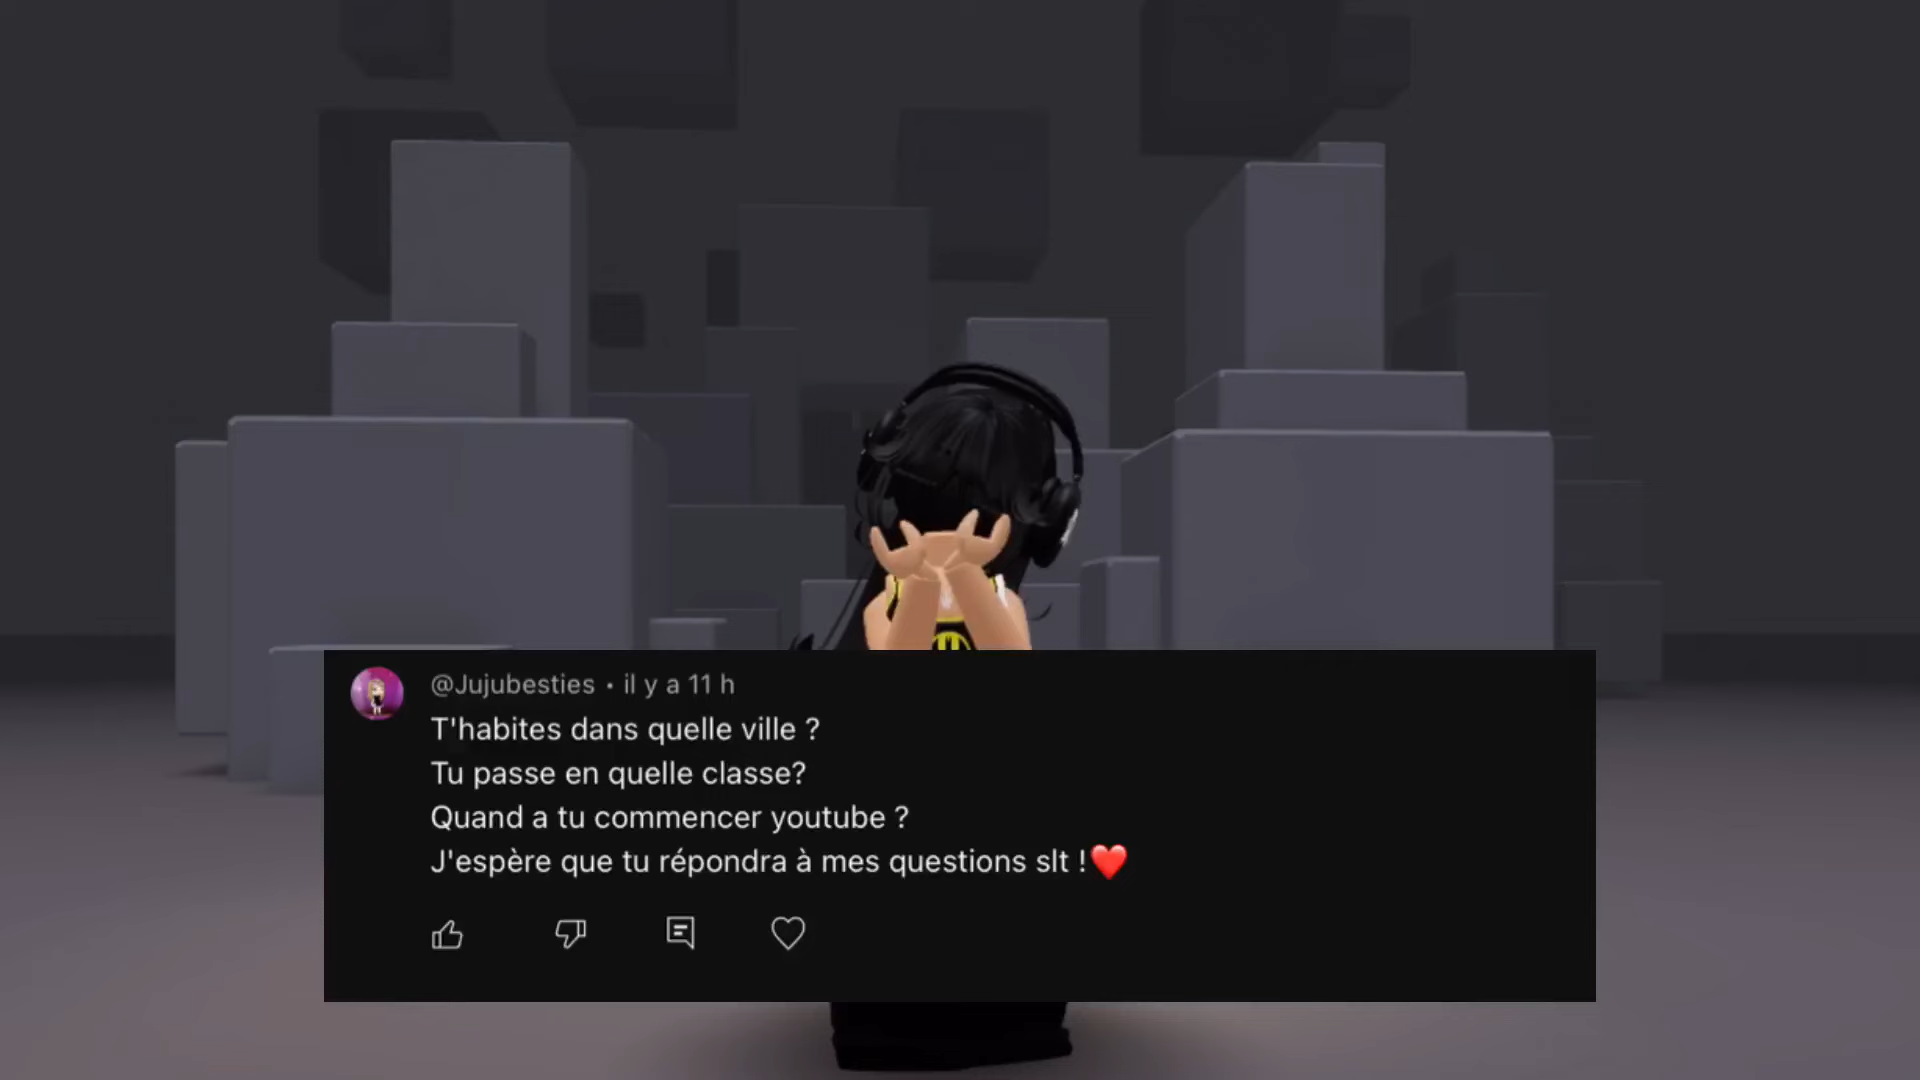 @Jujubesties • il y a 11 h
T'habites dans quelle ville ?
Tu passe en quelle classe?
Quand a tu commencer youtube ?
J'espère que tu répondra à mes questions slt !❤️